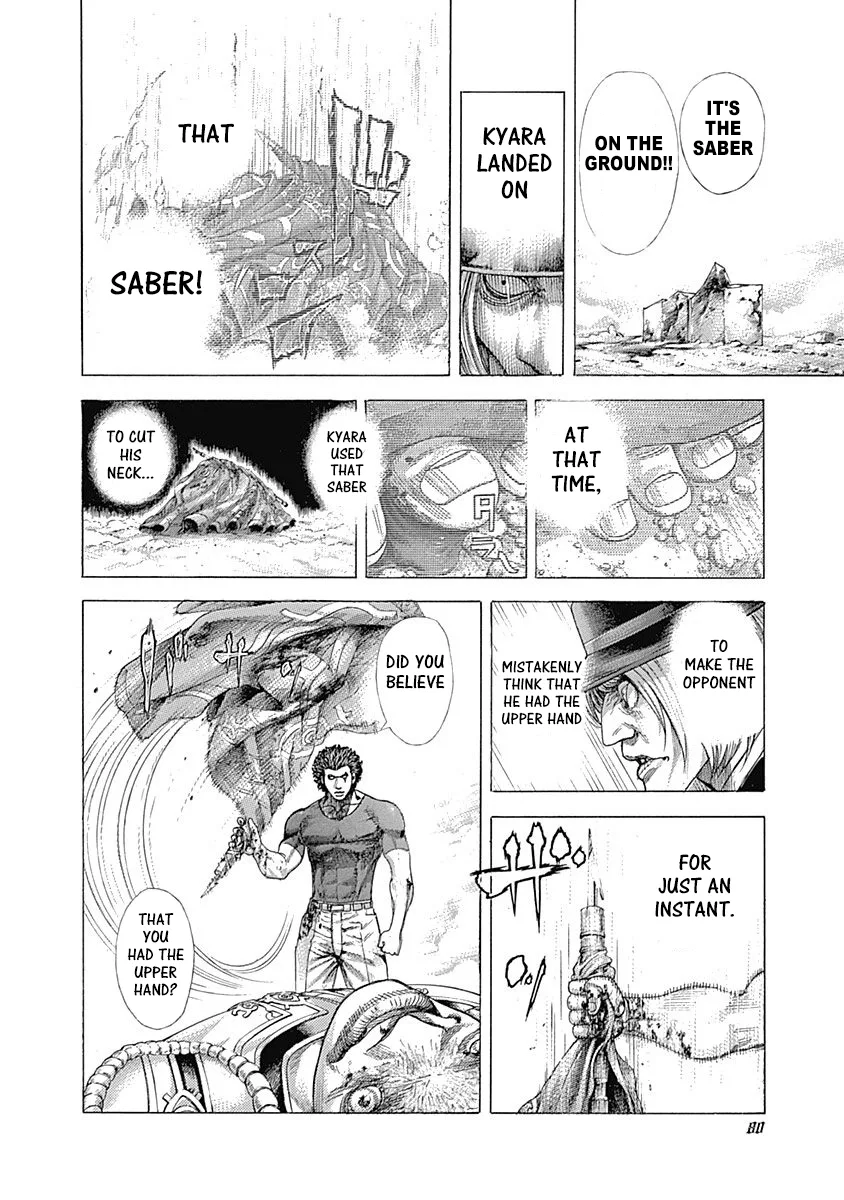 IT'S
THE
SABER
ON THE
GROUND!!
KYARA
LANDED
ON
THAT
SABER!
AT
THAT
TIME,
KYARA
USED
THAT
SABER
TO CUT
HIS
NECK...
TO
MAKE THE
OPPONENT
MISTAKENLY
THINK THAT
HE HAD THE
UPPER HAND
FOR
JUST AN
INSTANT.
DID YOU
BELIEVE
THAT
YOU
HAD THE
UPPER
HAND?
80